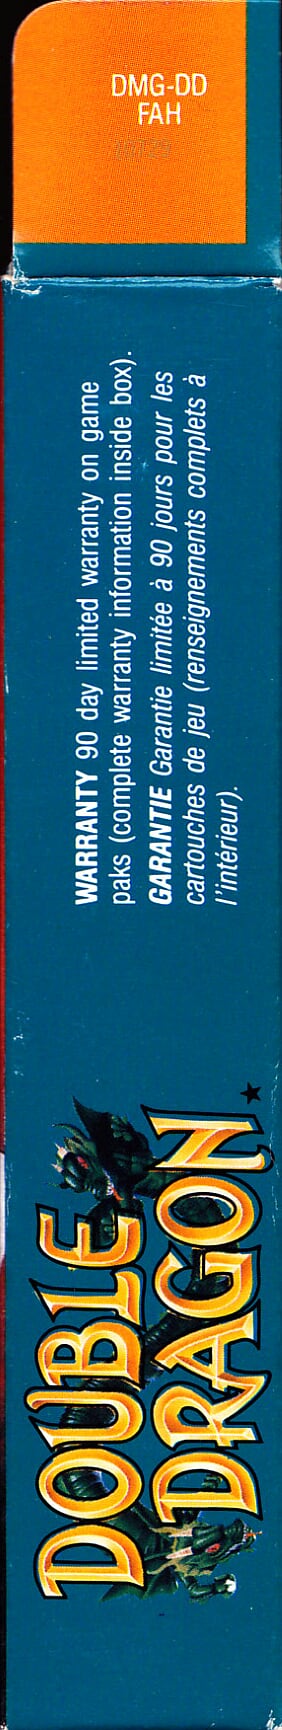 DMG-DD
FAH
WARRANTY 90 day limited warranty on game
paks (complete warranty information inside box).
GARANTIE Garantie limitée à 90 jours pour les
cartouches de jeu (renseignements complets à
l'intérieur).
DOUBLE
DRAGON